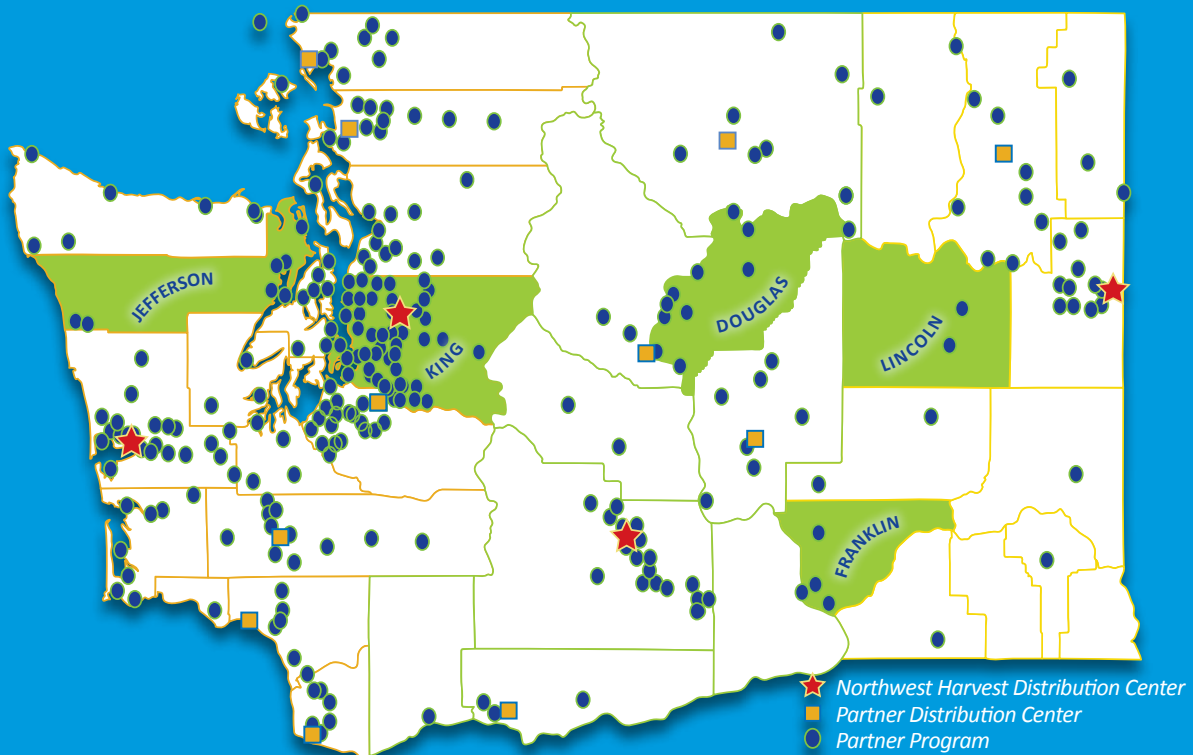 JEFFERSON
KING
DOUGLAS
LINCOLN
FRANKLIN
Northwest Harvest Distribution Center
Partner Distribution Center
Partner Program